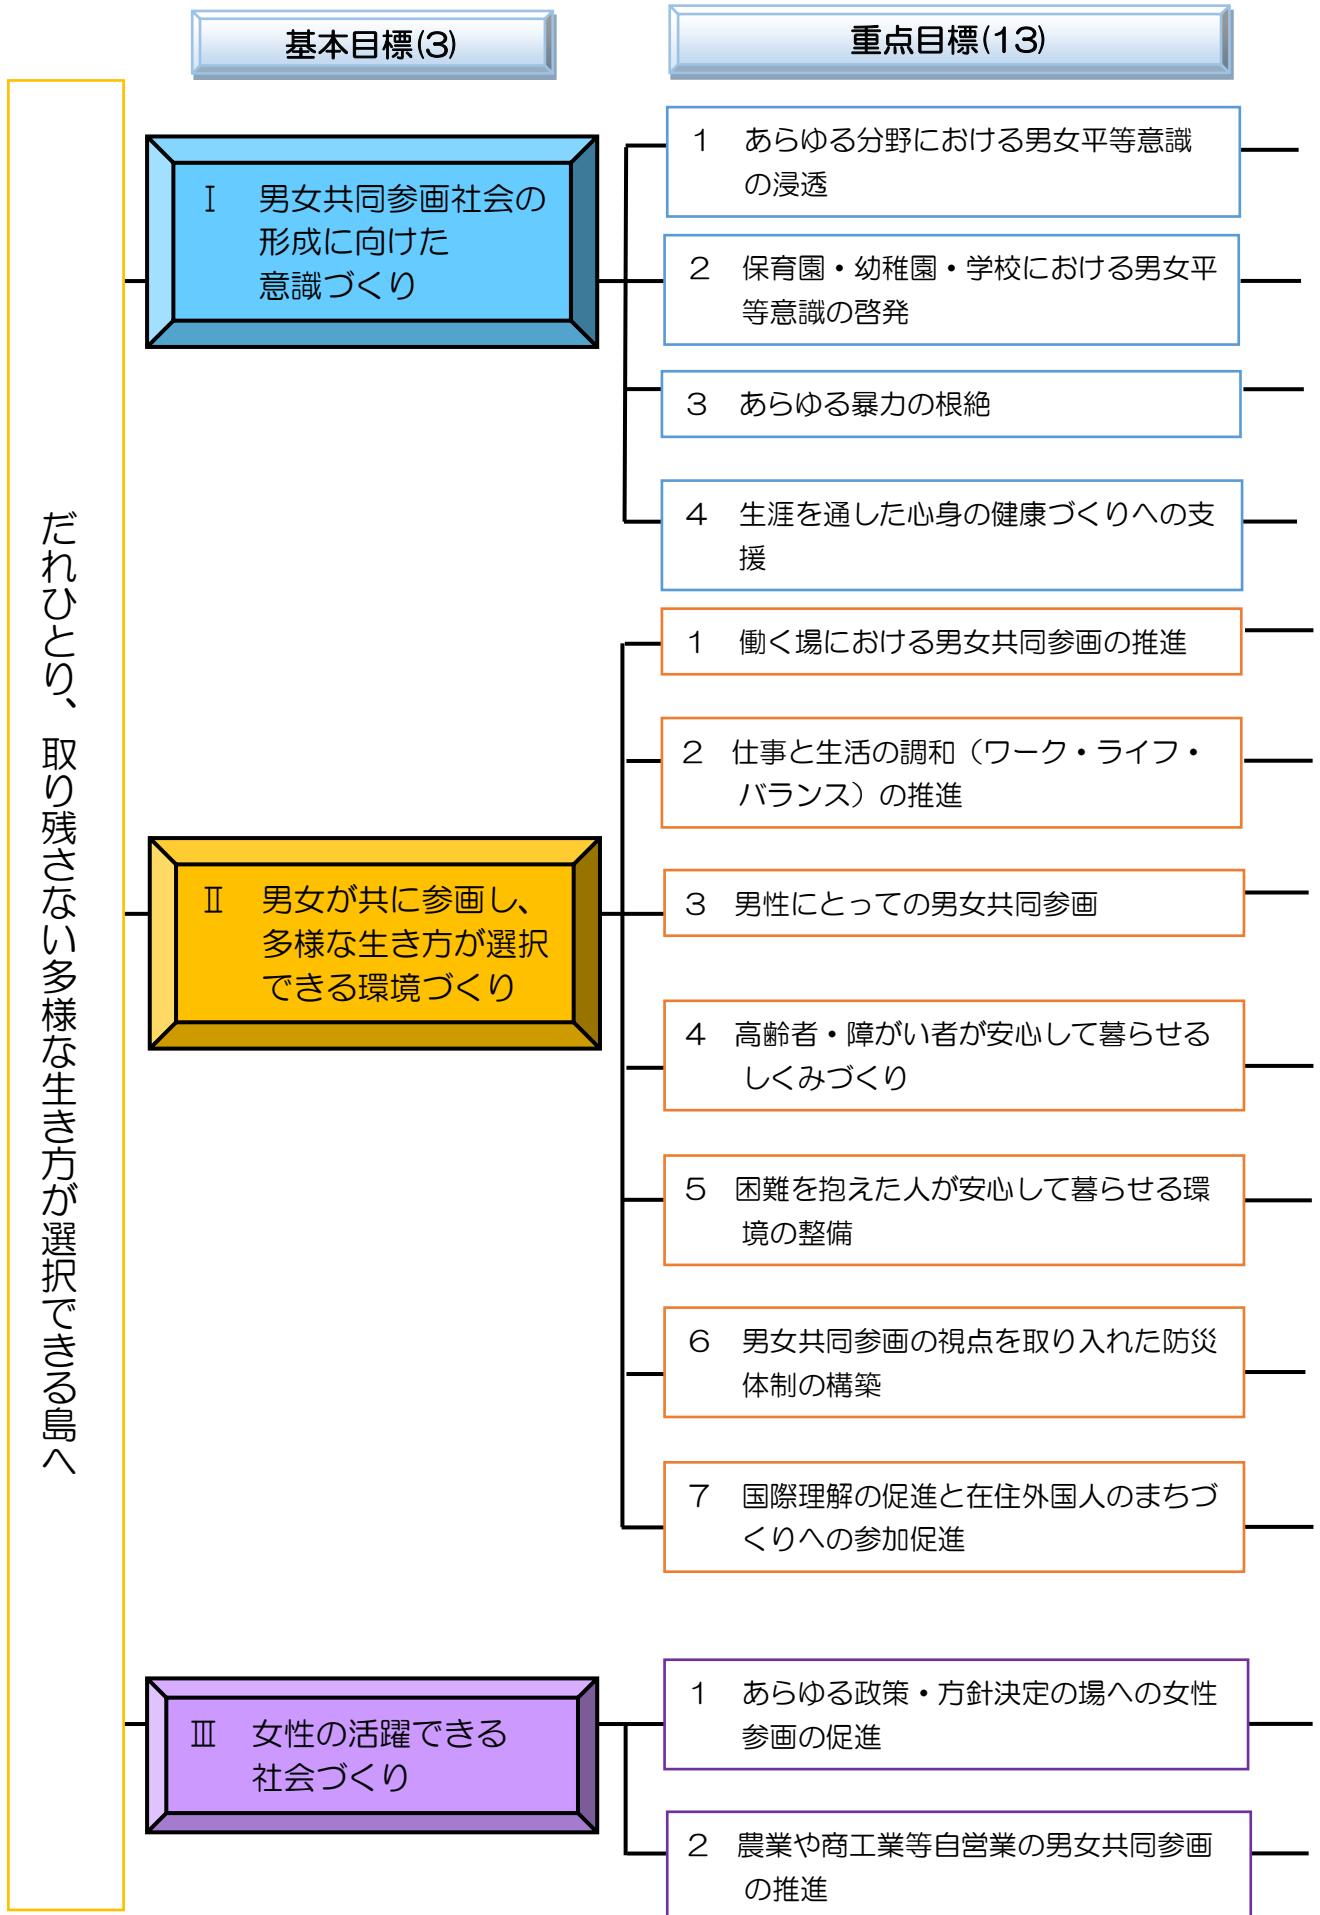 基本目標(3)
重点目標(13)
だれひとり、取り残さない多様な生き方が選択できる島へ
Ⅰ　男女共同参画社会の
形成に向けた
意識づくり
1　あらゆる分野における男女平等意識
の浸透
2　保育園・幼稚園・学校における男女平
等意識の啓発
3　あらゆる暴力の根絶
4　生涯を通した心身の健康づくりへの支
援
Ⅱ　男女が共に参画し、
多様な生き方が選択
できる環境づくり
1　働く場における男女共同参画の推進
2　仕事と生活の調和（ワーク・ライフ・
バランス）の推進
3　男性にとっての男女共同参画
4　高齢者・障がい者が安心して暮らせる
しくみづくり
5　困難を抱えた人が安心して暮らせる環
境の整備
6　男女共同参画の視点を取り入れた防災
体制の構築
7　国際理解の促進と在住外国人のまちづ
くりへの参加促進
Ⅲ　女性の活躍できる
社会づくり
1　あらゆる政策・方針決定の場への女性
参画の促進
2　農業や商工業等自営業の男女共同参画
の推進